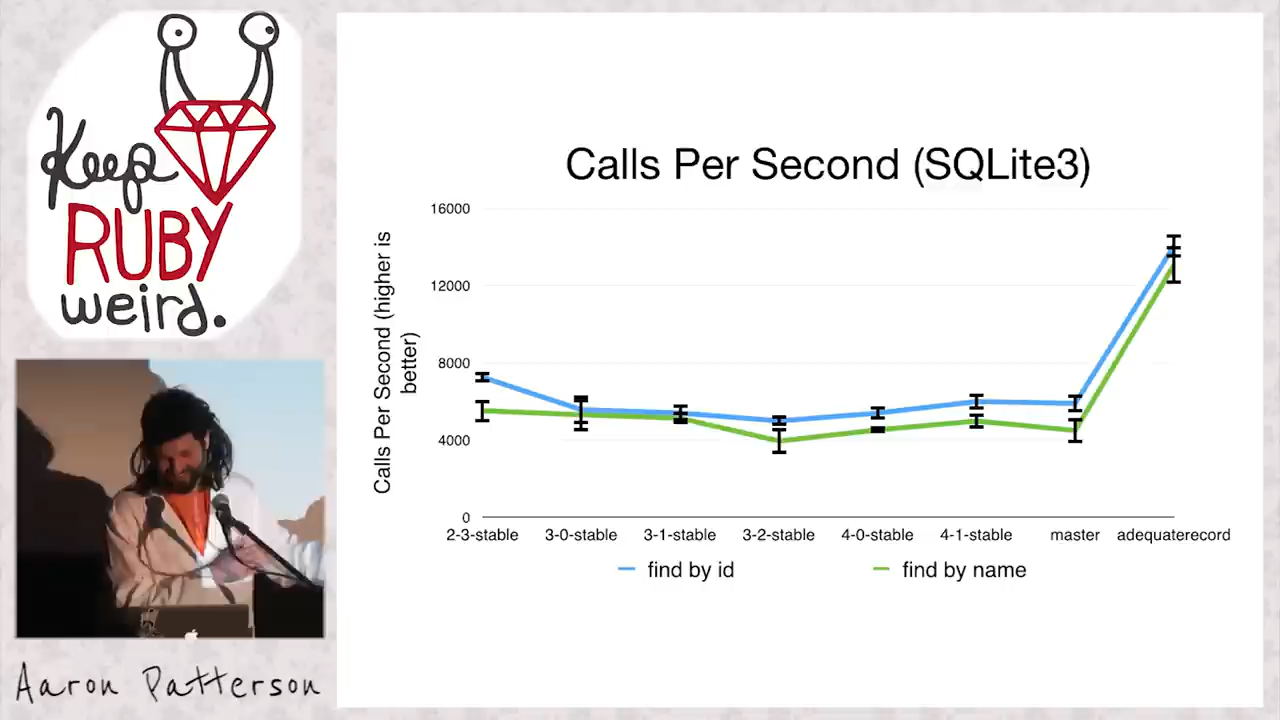 Keep
RUBY
weird.
Aaron Patterson
Calls Per Second (SQLite3)
Calls Per Second (higher is
better)
16000
12000
8000
4000
0
2-3-stable 3-0-stable 3-1-stable 3-2-stable 4-0-stable 4-1-stable master adequaterecord
find by id find by name